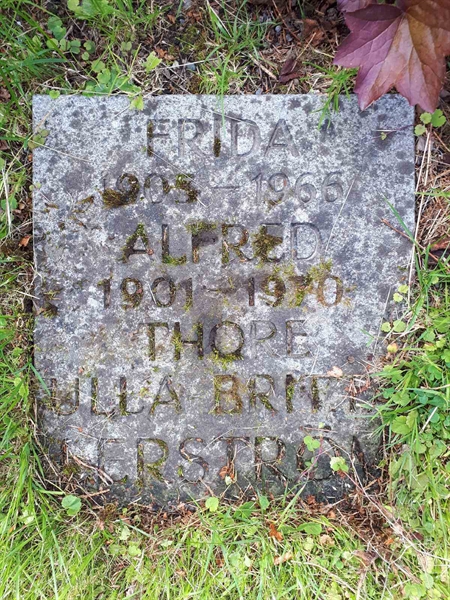 FRIDA
1905 - 1966
ALFRED
1901 - 1970
THORE
ULLA BRITT